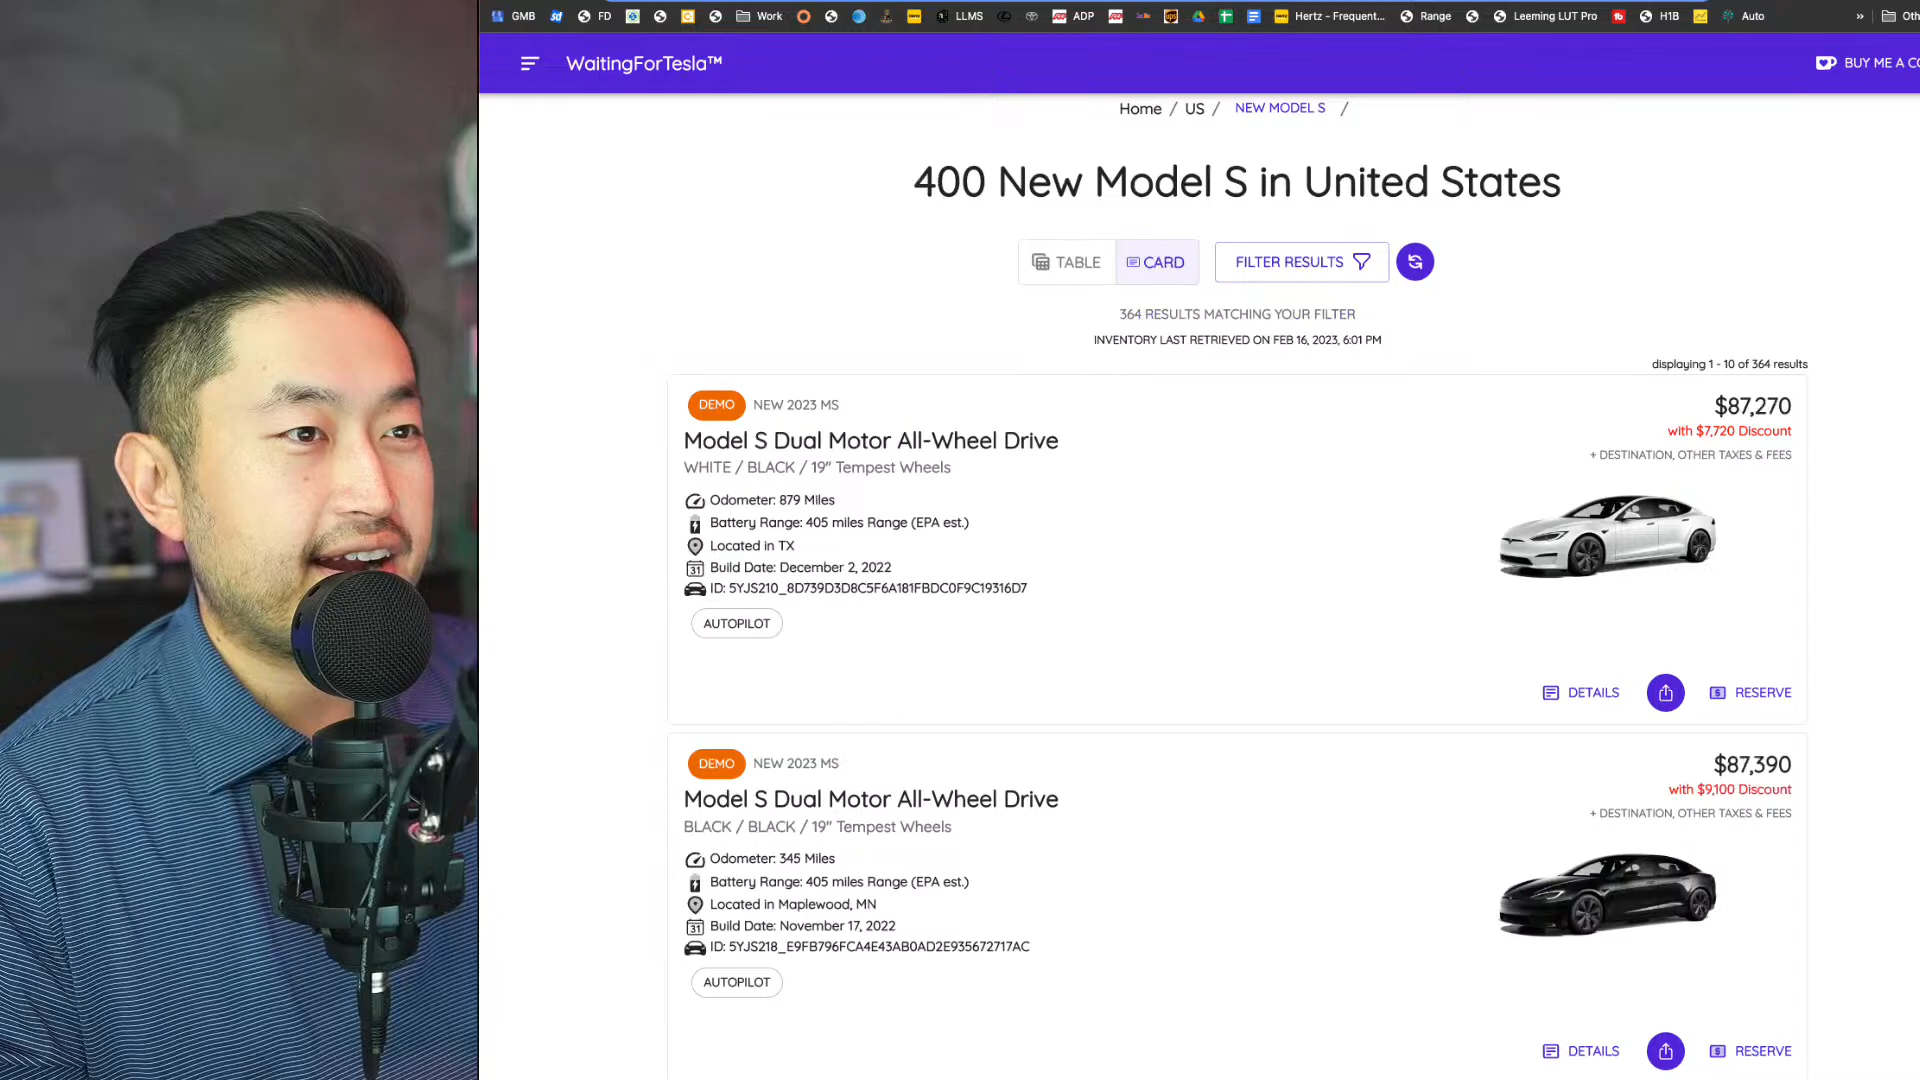 GMB
FD
Work
LLMS
ADP
Hertz - Frequent...
Range
Leeming LUT Pro
H1B
Auto
»
WaitingForTesla™
Home / US / NEW MODEL S /
400 New Model S in United States
TABLE
CARD
FILTER RESULTS
364 RESULTS MATCHING YOUR FILTER
INVENTORY LAST RETRIEVED ON FEB 16, 2023, 6:01 PM
displaying 1 - 10 of 364 results
DEMO NEW 2023 MS
$87,270
Model S Dual Motor All-Wheel Drive
with $7,720 Discount
WHITE / BLACK / 19" Tempest Wheels
+ DESTINATION, OTHER TAXES & FEES
Odometer: 879 Miles
Battery Range: 405 miles Range (EPA est.)
Located in TX
Build Date: December 2, 2022
ID: 5YJS210_8D739D3D8C5F6A181FBDC0F9C19316D7
AUTOPILOT
DETAILS
RESERVE
DEMO NEW 2023 MS
$87,390
Model S Dual Motor All-Wheel Drive
with $9,100 Discount
BLACK / BLACK / 19" Tempest Wheels
+ DESTINATION, OTHER TAXES & FEES
Odometer: 345 Miles
Battery Range: 405 miles Range (EPA est.)
Located in Maplewood, MN
Build Date: November 17, 2022
ID: 5YJS218_E9FB796FCA4E43AB0AD2E935672717AC
AUTOPILOT
DETAILS
RESERVE
BUY ME A